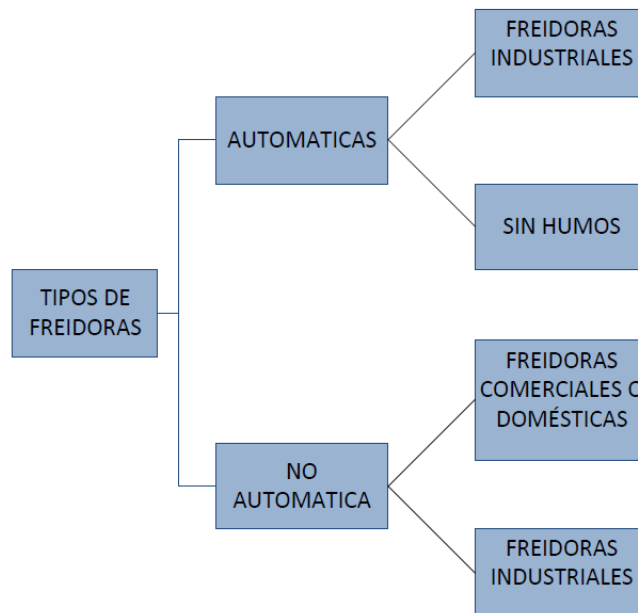 FREIDORAS
INDUSTRIALES
AUTOMATICAS
SIN HUMOS
TIPOS DE
FREIDORAS
FREIDORAS
COMERCIALES O
DOMÉSTICAS
NO
AUTOMATICA
FREIDORAS
INDUSTRIALES